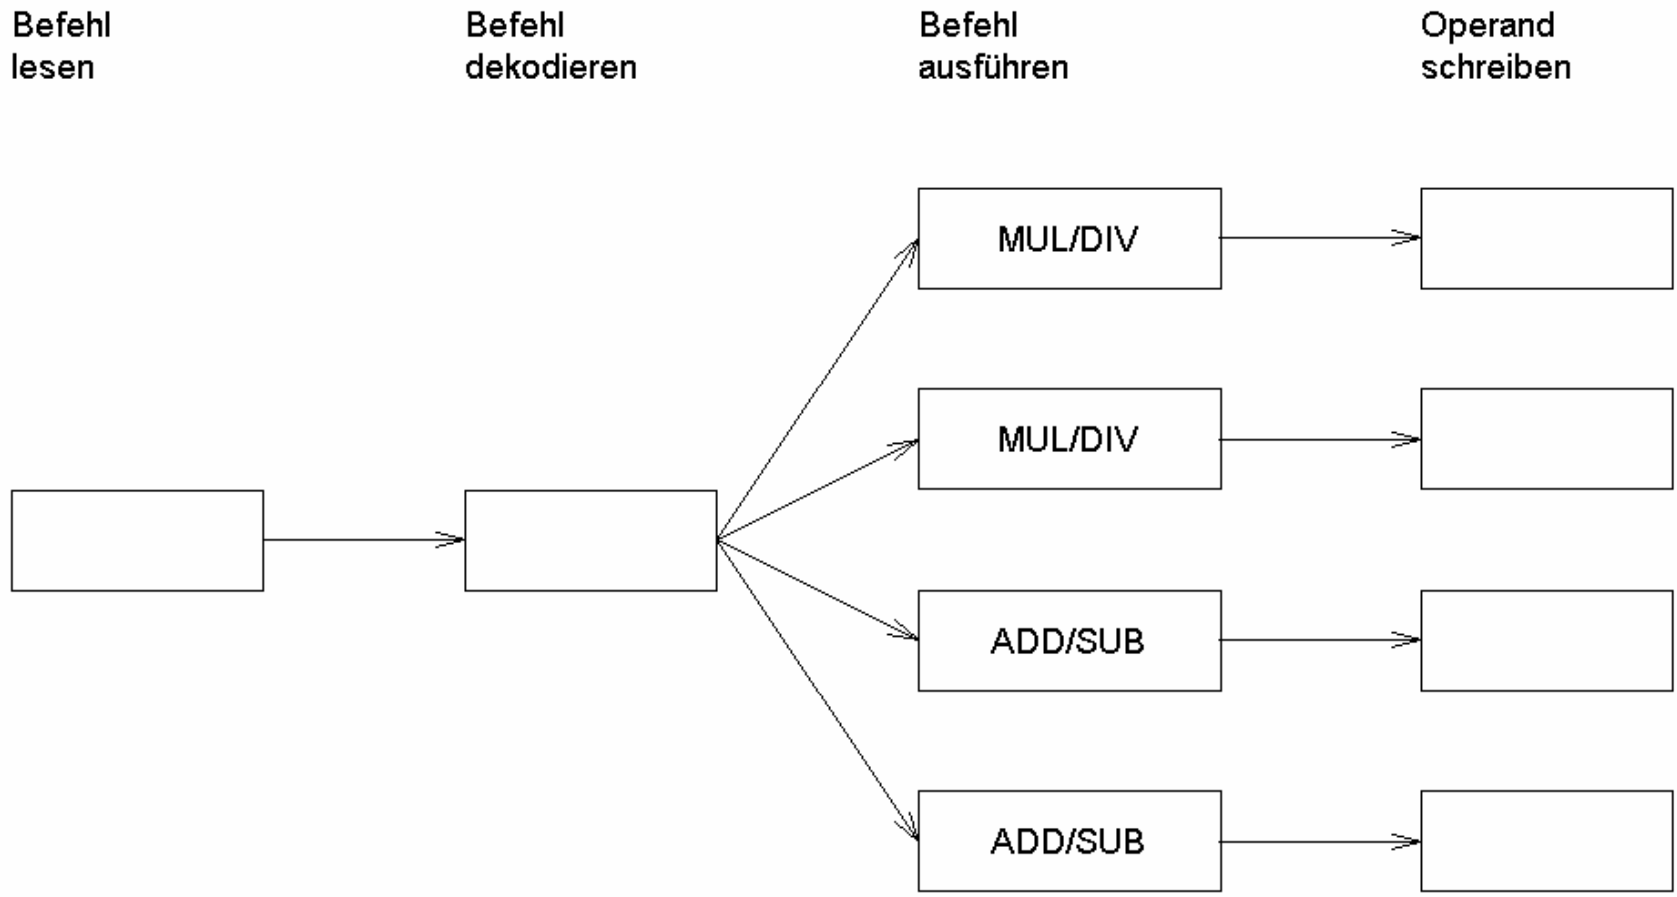 Befehl
lesen
Befehl
dekodieren
Befehl
ausführen
Operand
schreiben
MUL/DIV
MUL/DIV
ADD/SUB
ADD/SUB